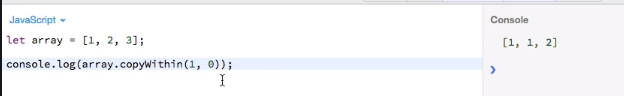 JavaScript
Console
let array = [1, 2, 3];
[1, 1, 2]
console.log(array.copyWithin(1, 0));